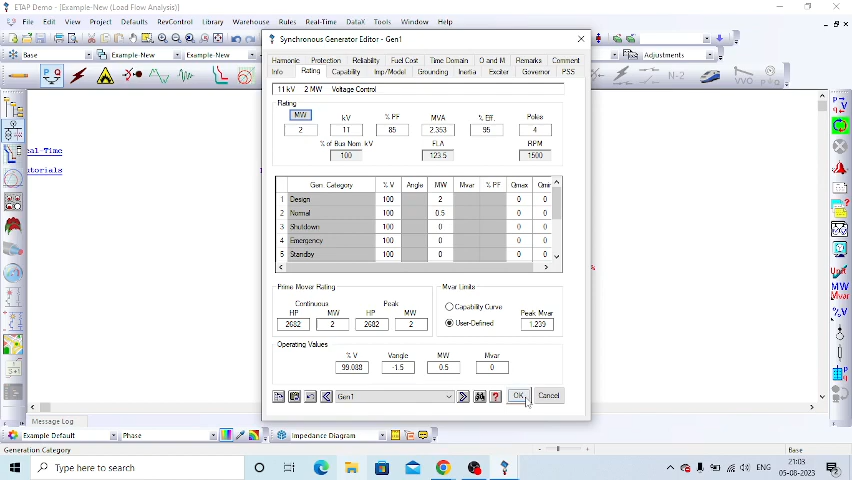 ETAP Demo - [Example-New (Load Flow Analysis)]
File Edit View Project Defaults RevControl Library Warehouse Rules Real-Time DataX Tools Window Help
Base Example-New Example-New Adjustments
N-2
Real-Time
Tutorials
Synchronous Generator Editor - Gen1
Harmonic Protection Reliability Fuel Cost Time Domain O and M Remarks Comment
Info Rating Capability Imp/Model Grounding Inertia Exciter Governor PSS
11 kV 2 MW Voltage Control
Rating
MW kV % PF MVA % Eff. Poles
2 11 85 2.353 95 4
% of Bus Nom. kV FLA RPM
100 123.5 1500
Gen. Category % V Angle MW Mvar % PF Qmax Qmin
1 Design 100 2 0 0
2 Normal 100 0.5 0 0
3 Shutdown 100 0 0 0
4 Emergency 100 0 0 0
5 Standby 100 0 0 0
Prime Mover Rating
Continuous Peak
HP MW HP MW
2682 2 2682 2
Mvar Limits
Capability Curve
User-Defined
Peak Mvar
1.239
Operating Values
% V Vangle MW Mvar
99.088 -1.5 0.5 0
Gen1 OK Cancel
%
Unit
MW
Mvar
%V
Message Log
Example Default Phase Impedance Diagram
Generation Category Base
Type here to search
ENG
21:03
05-08-2023